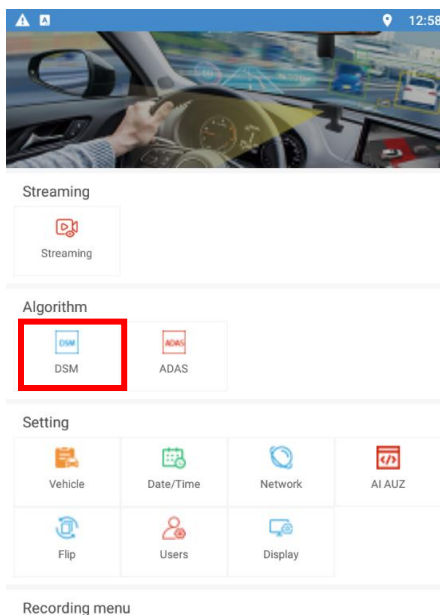 12:58
Streaming
Streaming
Algorithm
DSM ADAS
DSM ADAS
Setting
Vehicle Date/Time Network AI AUZ
Flip Users Display
Recording menu